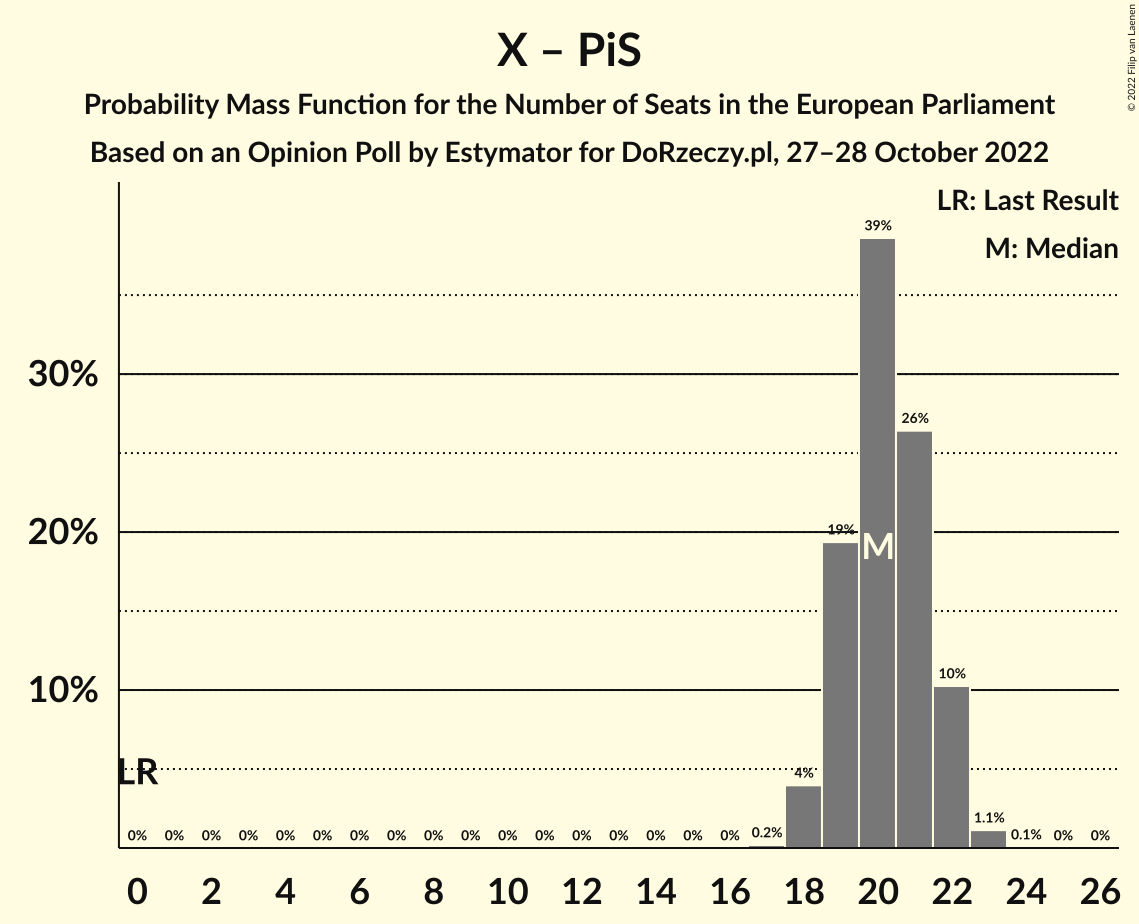 X – PiS
Probability Mass Function for the Number of Seats in the European Parliament
Based on an Opinion Poll by Estymator for DoRzeczy.pl, 27–28 October 2022
© 2022 Filip van Laenen
LR: Last Result
M: Median
39%
30%
26%
20%
19%
M
10%
10%
LR
4%
0% 0% 0% 0% 0% 0% 0% 0% 0% 0% 0% 0% 0% 0% 0% 0% 0% 0.2% 1.1% 0.1% 0% 0%
0 2 4 6 8 10 12 14 16 18 20 22 24 26